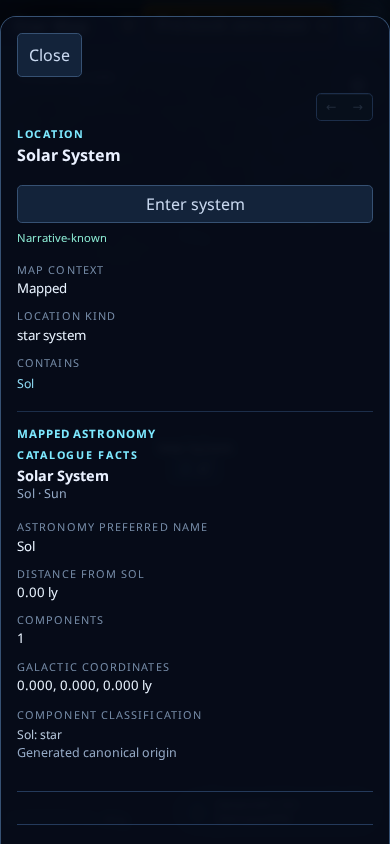 Close
← →
LOCATION
Solar System
Enter system
Narrative-known
MAP CONTEXT
Mapped
LOCATION KIND
star system
CONTAINS
Sol
MAPPED ASTRONOMY
CATALOGUE FACTS
Solar System
Sol · Sun
ASTRONOMY PREFERRED NAME
Sol
DISTANCE FROM SOL
0.00 ly
COMPONENTS
1
GALACTIC COORDINATES
0.000, 0.000, 0.000 ly
COMPONENT CLASSIFICATION
Sol: star
Generated canonical origin